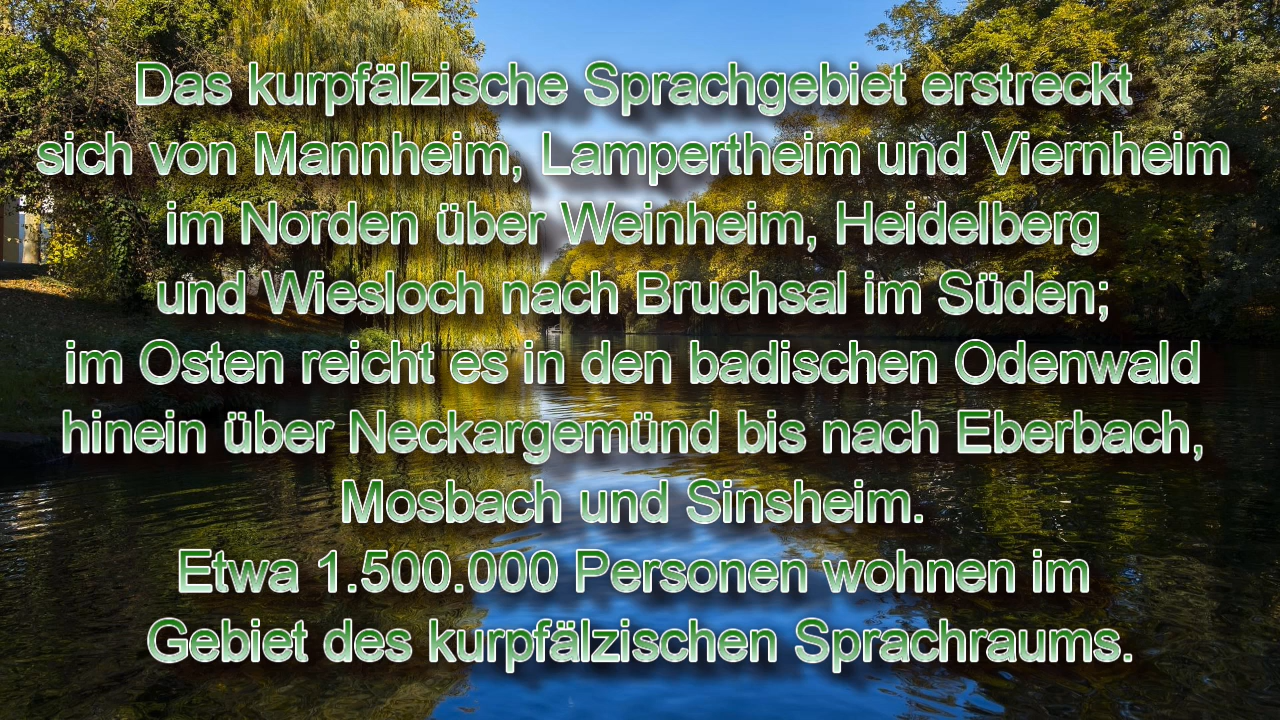 Das kurpfälzische Sprachgebiet erstreckt
sich von Mannheim, Lampertheim und Viernheim
im Norden über Weinheim, Heidelberg
und Wiesloch nach Bruchsal im Süden;
im Osten reicht es in den badischen Odenwald
hinein über Neckargemünd bis nach Eberbach,
Mosbach und Sinsheim.
Etwa 1.500.000 Personen wohnen im
Gebiet des kurpfälzischen Sprachraums.